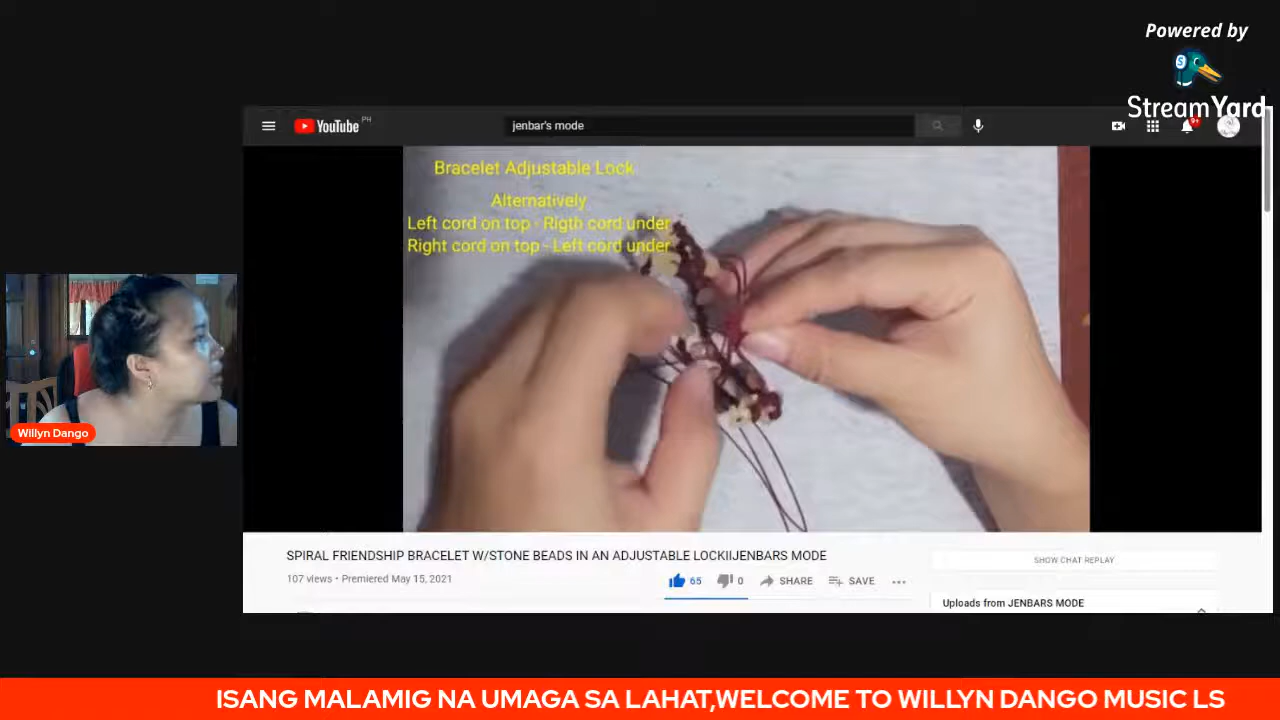 Powered by
StreamYard
YouTube PH
jenbar's mode
9+
Bracelet Adjustable Lock
Alternatively
Left cord on top - Rigth cord under
Right cord on top - Left cord under
Willyn Dango
SPIRAL FRIENDSHIP BRACELET W/STONE BEADS IN AN ADJUSTABLE LOCKIIJENBARS MODE
107 views • Premiered May 15, 2021
65 0 SHARE SAVE
SHOW CHAT REPLAY
Uploads from JENBARS MODE
ISANG MALAMIG NA UMAGA SA LAHAT,WELCOME TO WILLYN DANGO MUSIC LS